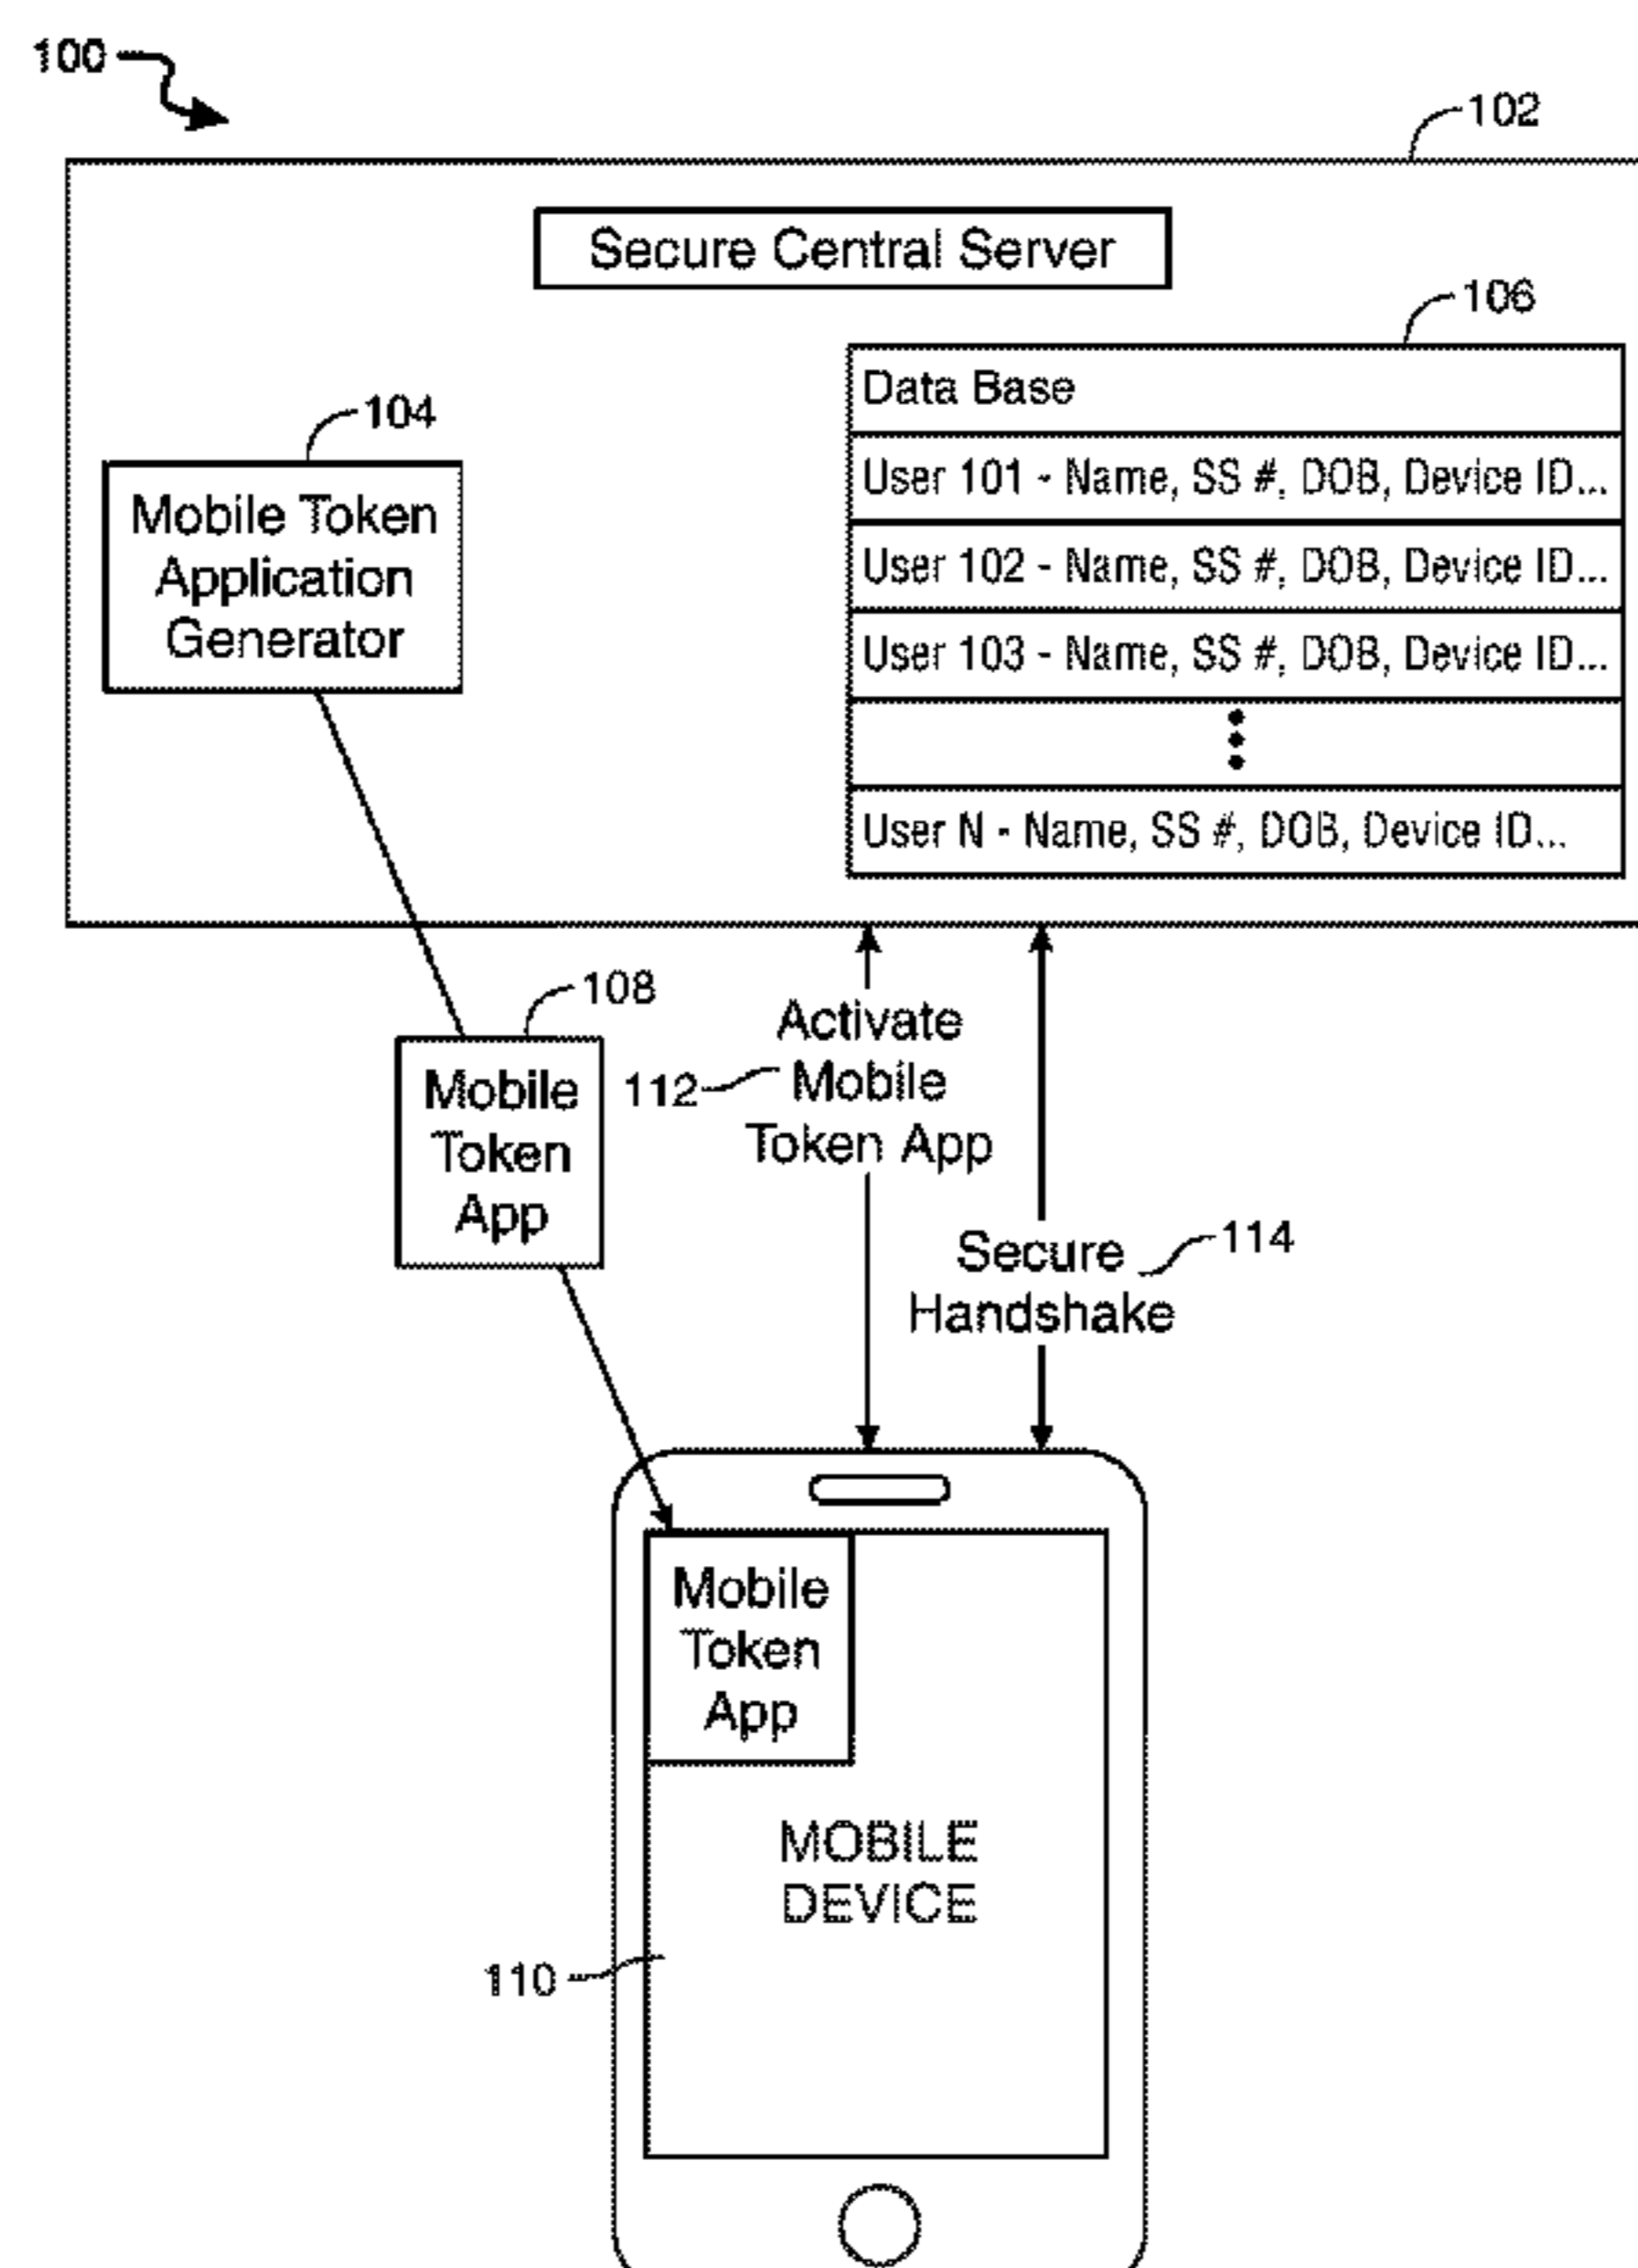 100
102
Secure Central Server
106
Data Base
104
User 101 - Name, SS #, DOB, Device ID...
Mobile Token
Application
Generator
User 102 - Name, SS #, DOB, Device ID...
User 103 - Name, SS #, DOB, Device ID...
User N - Name, SS #, DOB, Device ID...
108
Mobile
Token
App
Activate
112
Mobile
Token App
Secure
Handshake
114
Mobile
Token
App
MOBILE
DEVICE
110